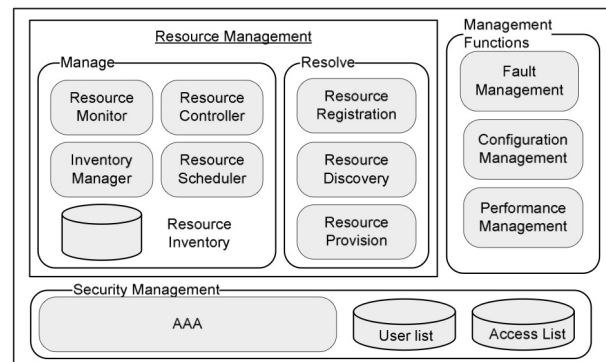 Resource Management
Manage
Resource
Monitor
Resource
Controller
Inventory
Manager
Resource
Scheduler
Resource
Inventory
Resolve
Resource
Registration
Resource
Discovery
Resource
Provision
Management
Functions
Fault
Management
Configuration
Management
Performance
Management
Security Management
AAA
User list
Access List